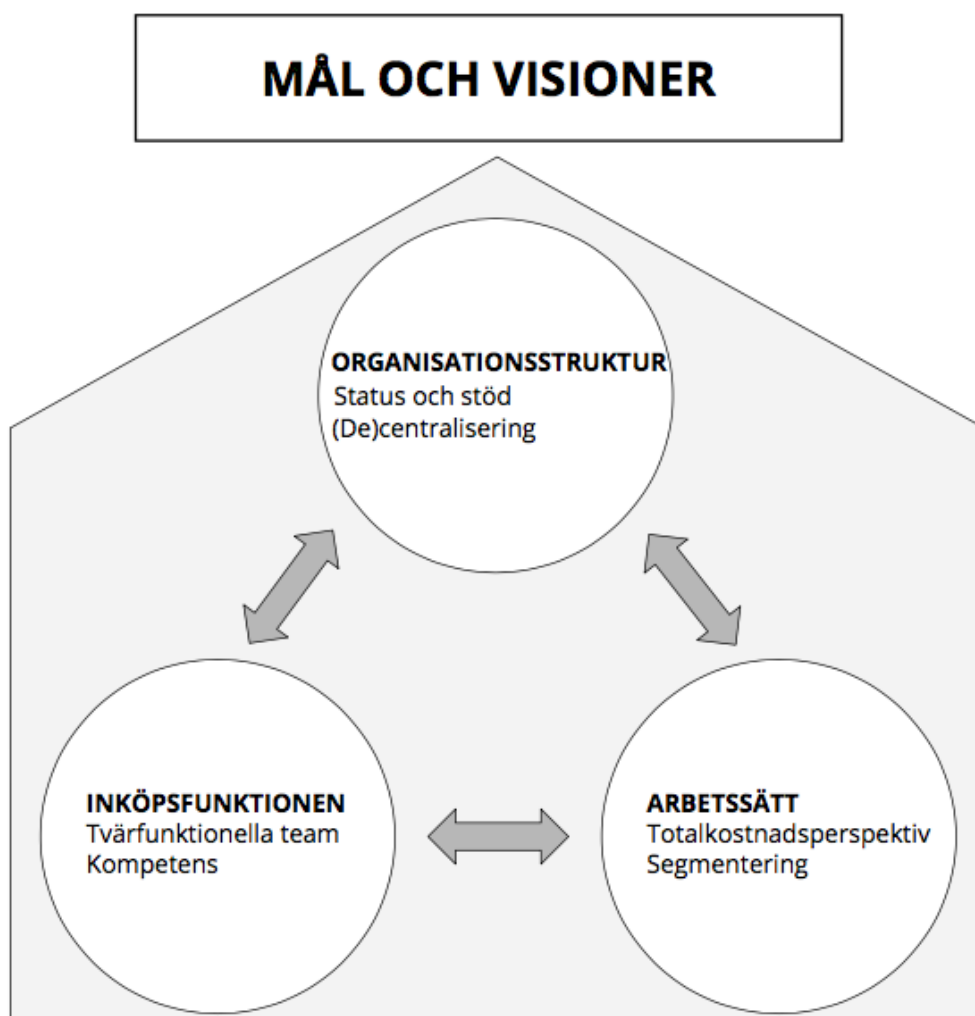 MÅL OCH VISIONER
ORGANISATIONSSTRUKTUR
Status och stöd
(De)centralisering
INKÖPSFUNKTIONEN
Tvärfunktionella team
Kompetens
ARBETSSÄTT
Totalkostnadsperspektiv
Segmentering